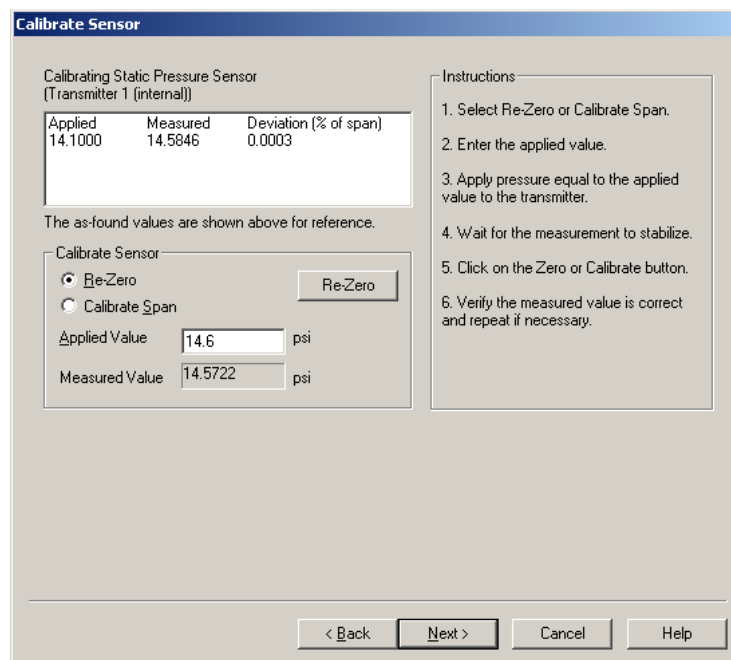 Calibrate Sensor
Calibrating Static Pressure Sensor
(Transmitter 1 (internal))
Applied Measured Deviation (% of span)
14.1000 14.5846 0.0003
The as-found values are shown above for reference.
Calibrate Sensor
Re-Zero
Re-Zero
Calibrate Span
Applied Value 14.6 psi
Measured Value 14.5722 psi
Instructions
1. Select Re-Zero or Calibrate Span.
2. Enter the applied value.
3. Apply pressure equal to the applied
value to the transmitter.
4. Wait for the measurement to stabilize.
5. Click on the Zero or Calibrate button.
6. Verify the measured value is correct
and repeat if necessary.
< Back Next > Cancel Help